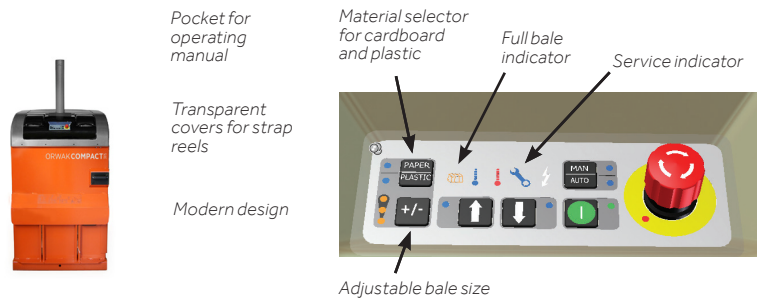 Pocket for
operating
manual
Transparent
covers for strap
reels
Modern design
ORWAK COMPACT
Material selector
for cardboard
and plastic
Full bale
indicator
Service indicator
PAPER
PLASTIC
MAN
AUTO
+/-
Adjustable bale size